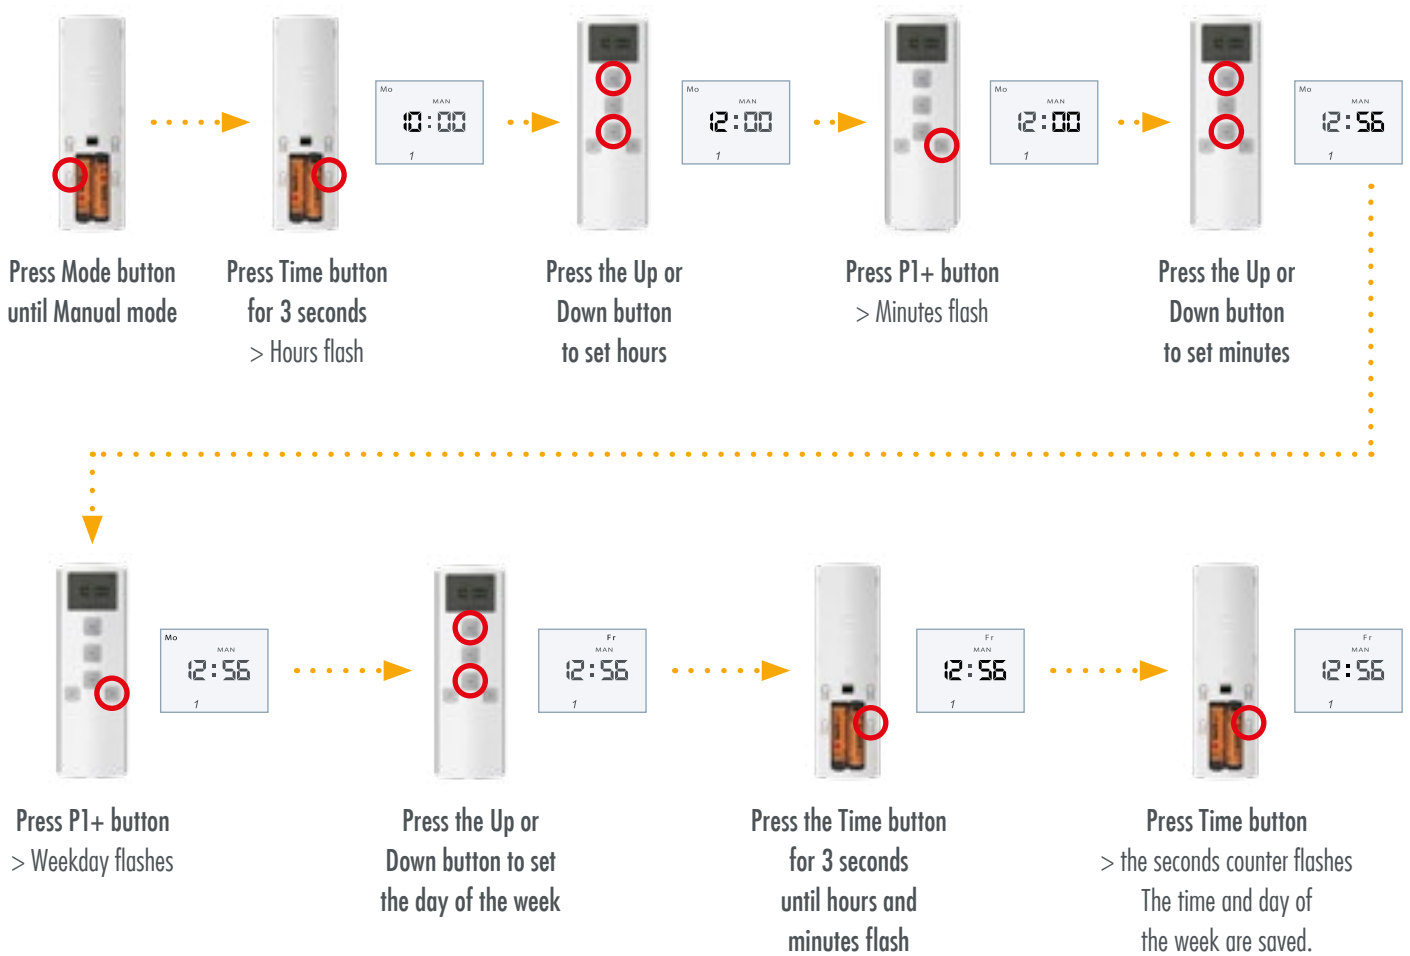 Mo
MAN
10:00
1
Mo
MAN
12:00
1
Mo
MAN
12:00
1
Mo
MAN
12:56
1
Press Mode button
until Manual mode
Press Time button
for 3 seconds
> Hours flash
Press the Up or
Down button
to set hours
Press P1+ button
> Minutes flash
Press the Up or
Down button
to set minutes
Mo
MAN
12:56
1
Fr
MAN
12:56
1
Fr
MAN
12:56
1
Fr
MAN
12:56
1
Press P1+ button
> Weekday flashes
Press the Up or
Down button to set
the day of the week
Press the Time button
for 3 seconds
until hours and
minutes flash
Press Time button
> the seconds counter flashes
The time and day of
the week are saved.